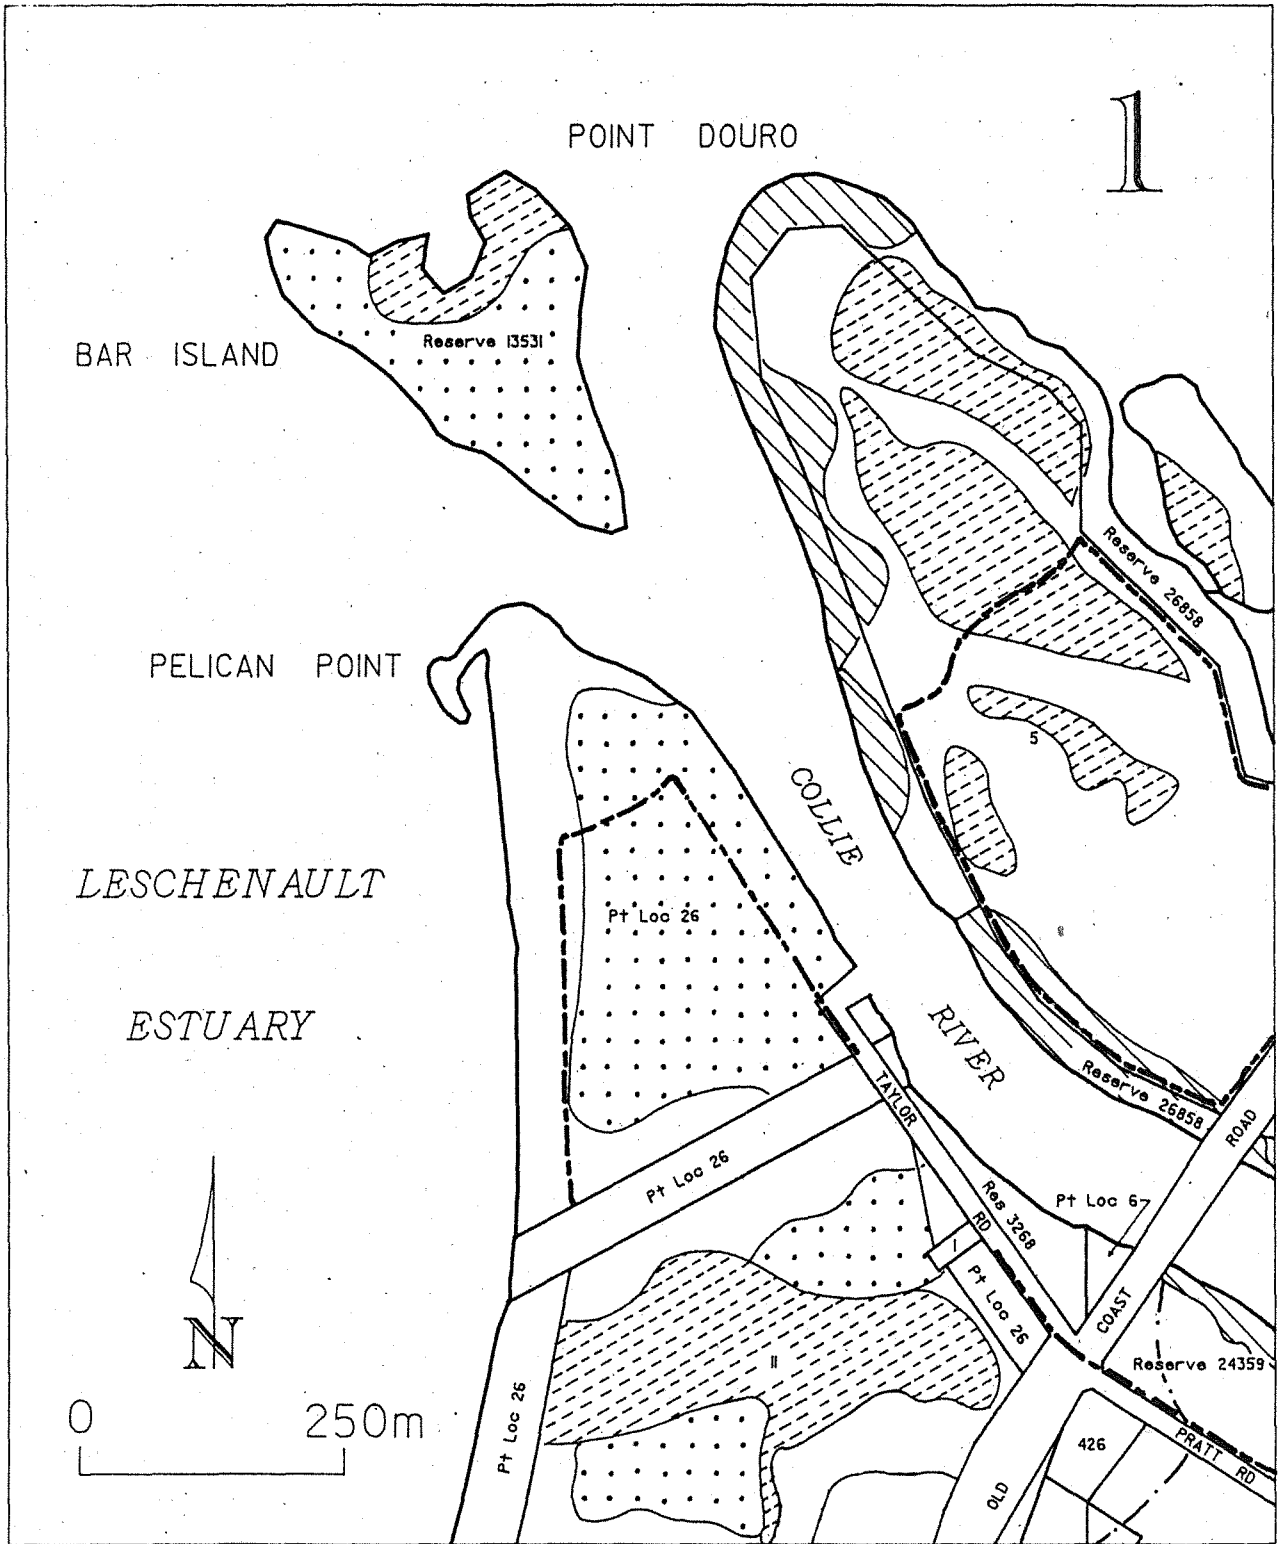 POINT DOURO
1
Reserve 13531
BAR ISLAND
Reserve 26858
PELICAN POINT
5
COLLIE
LESCHENAULT
Pt Loc 26
ESTUARY
RIVER
TAYLOR
Reserve 26858
ROAD
Pt Loc 26
Res 3268
Pt Loc 6
RD
I
Pt Loc 26
COAST
N
II
Reserve 24359
0 250m
Pt Loc 26
426
PRATT RD
OLD